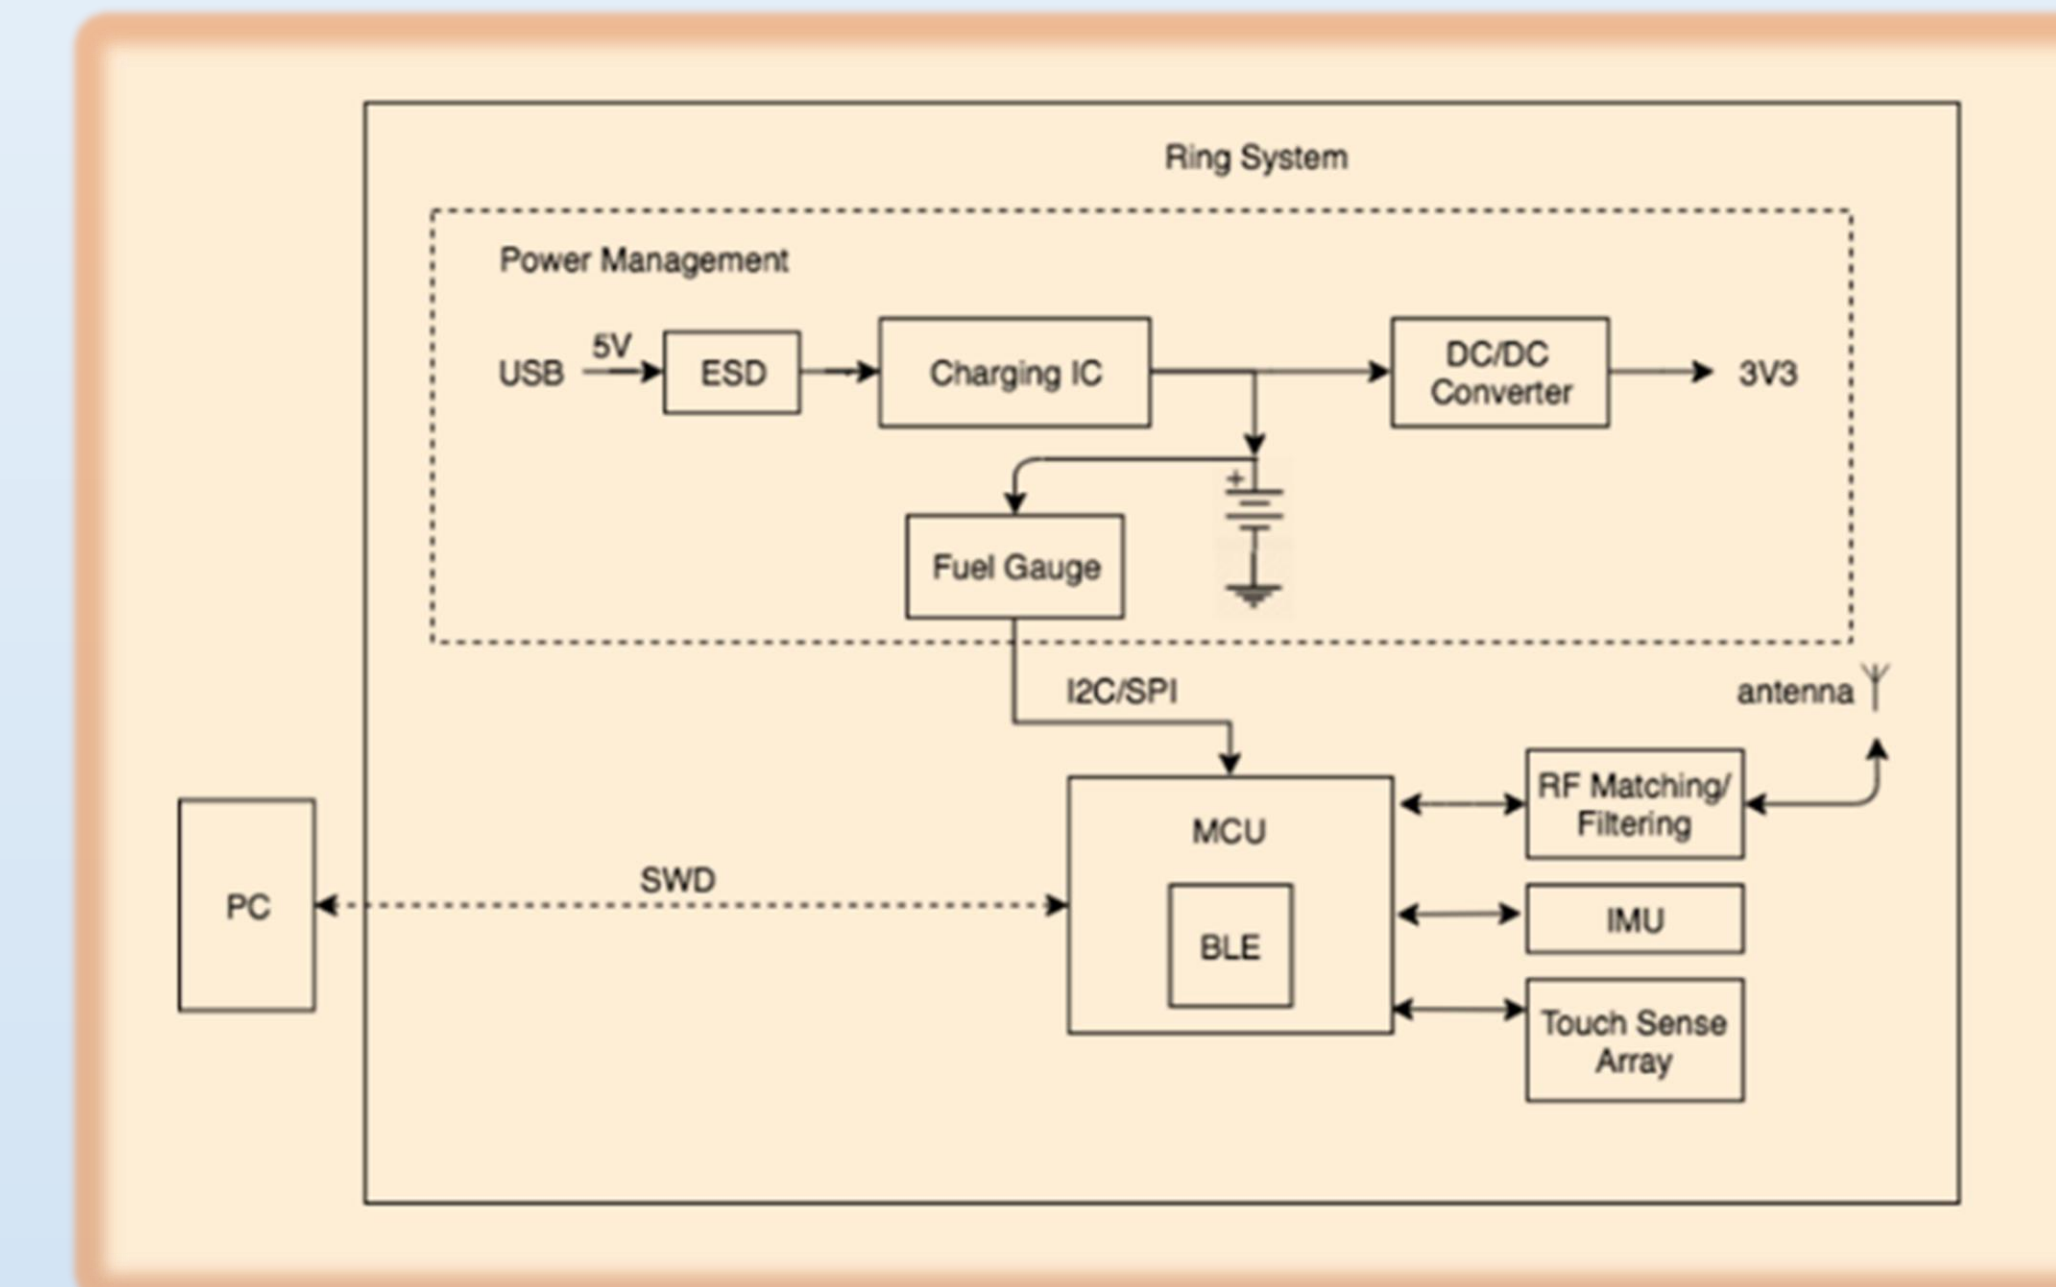 Ring System
Power Management
USB
5V
ESD
Charging IC
DC/DC
Converter
3V3
+
Fuel Gauge
I2C/SPI
antenna
PC
SWD
MCU
BLE
RF Matching/
Filtering
IMU
Touch Sense
Array